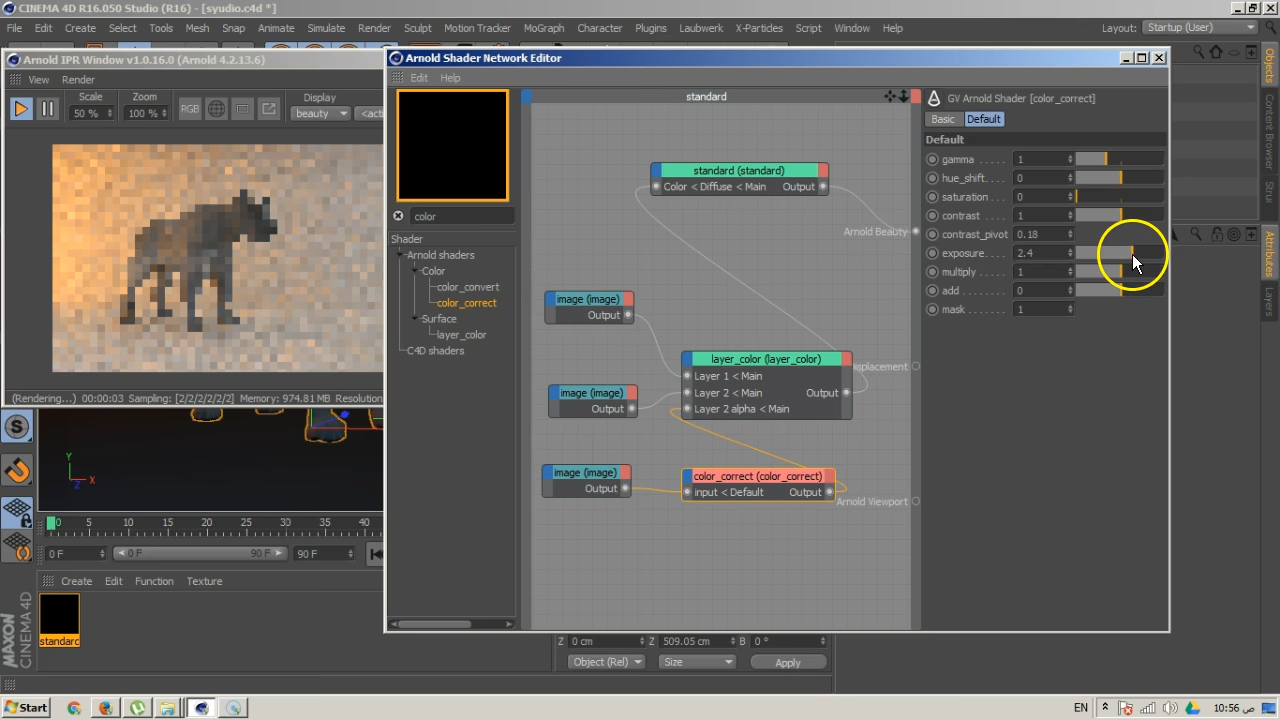 CINEMA 4D R16.050 Studio (R16) - [syudio.c4d *]
File Edit Create Select Tools Mesh Snap Animate Simulate Render Sculpt Motion Tracker MoGraph Character Plugins Laubwerk X-Particles Script Window Help Layout: Startup (User)
Arnold IPR Window v1.0.16.0 (Arnold 4.2.13.6)
View Render
Scale Zoom Display
50 % 100 % RGB beauty <acti
(Rendering...) 00:00:03 Sampling: [2/2/2/2/2/2] Memory: 974.81 MB Resolution
Arnold Shader Network Editor
Edit Help
color
Shader
Arnold shaders
Color
color_convert
color_correct
Surface
layer_color
C4D shaders
standard
standard (standard)
Color < Diffuse < Main Output
Arnold Beauty
image (image)
Output
layer_color (layer_color)
Layer 1 < Main
Layer 2 < Main Output
Layer 2 alpha < Main
isplacement
image (image)
Output
image (image)
Output
color_correct (color_correct)
input < Default Output
Arnold Viewport
GV Arnold Shader [color_correct]
Basic Default
Default
gamma . . . . . 1
hue_shift. . . . 0
saturation . . . 0
contrast . . . . 1
contrast_pivot 0.18
exposure. . . . 2.4
multiply . . . . 1
add . . . . . . . 0
mask . . . . . . 1
Objects
Content Browser
Struc
Attributes
Layers
Y
X
Z
0 5 10 15 20 25 30 35 40
0 F 0 F 90 F 90 F
Create Edit Function Texture
standarc
Z 0 cm Z 509.05 cm B 0 °
Object (Rel) Size Apply
MAXON
CINEMA 4D
Start EN 10:56 ص